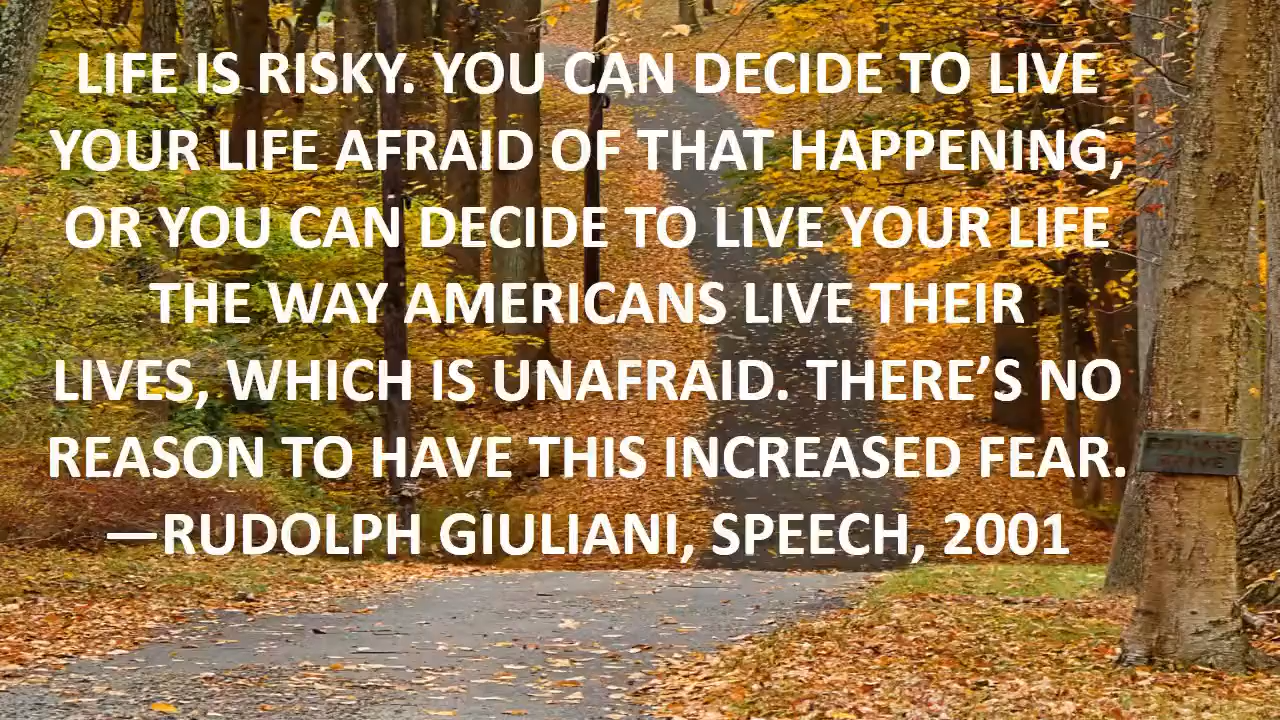 LIFE IS RISKY. YOU CAN DECIDE TO LIVE
YOUR LIFE AFRAID OF THAT HAPPENING,
OR YOU CAN DECIDE TO LIVE YOUR LIFE
THE WAY AMERICANS LIVE THEIR
LIVES, WHICH IS UNAFRAID. THERE’S NO
REASON TO HAVE THIS INCREASED FEAR.
—RUDOLPH GIULIANI, SPEECH, 2001